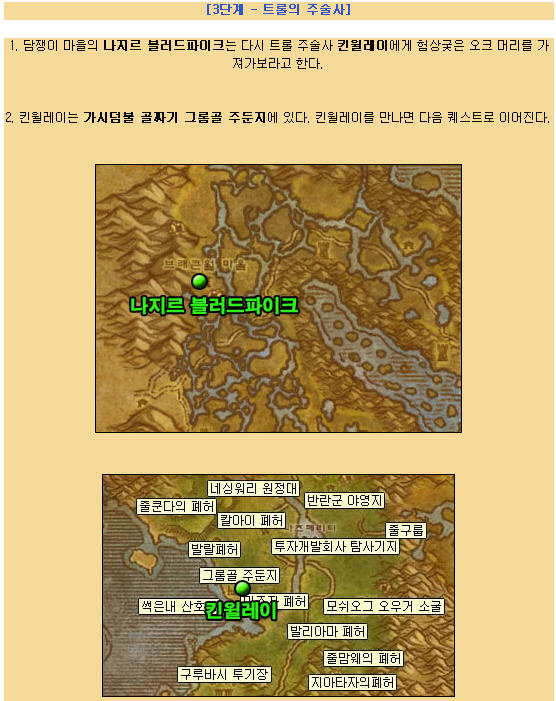 [3단계 - 트롤의 주술사]
1. 담쟁이 마을의 나지르 블러드파이크는 다시 트롤 주술사 킨윌레이에게 험상궂은 오크 머리를 가
져가보라고 한다.
2. 킨윌레이는 가시덤불 골짜기 그롬골 주둔지에 있다. 킨윌레이를 만나면 다음 퀘스트로 이어진다.
브래큰월 마을
나지르 블러드파이크
네싱워리 원정대
반란군 야영지
줄쿤다의 폐허
칼아이 폐허
줄구룹
발랄폐허
투자개발회사 탐사기지
그롬골 주둔지
썩은내
폐허
모쉬오그 오우거 소굴
킨윌레이
발리아마 폐허
줄맘웨의 폐허
구루바시 투기장
지아타자의폐허